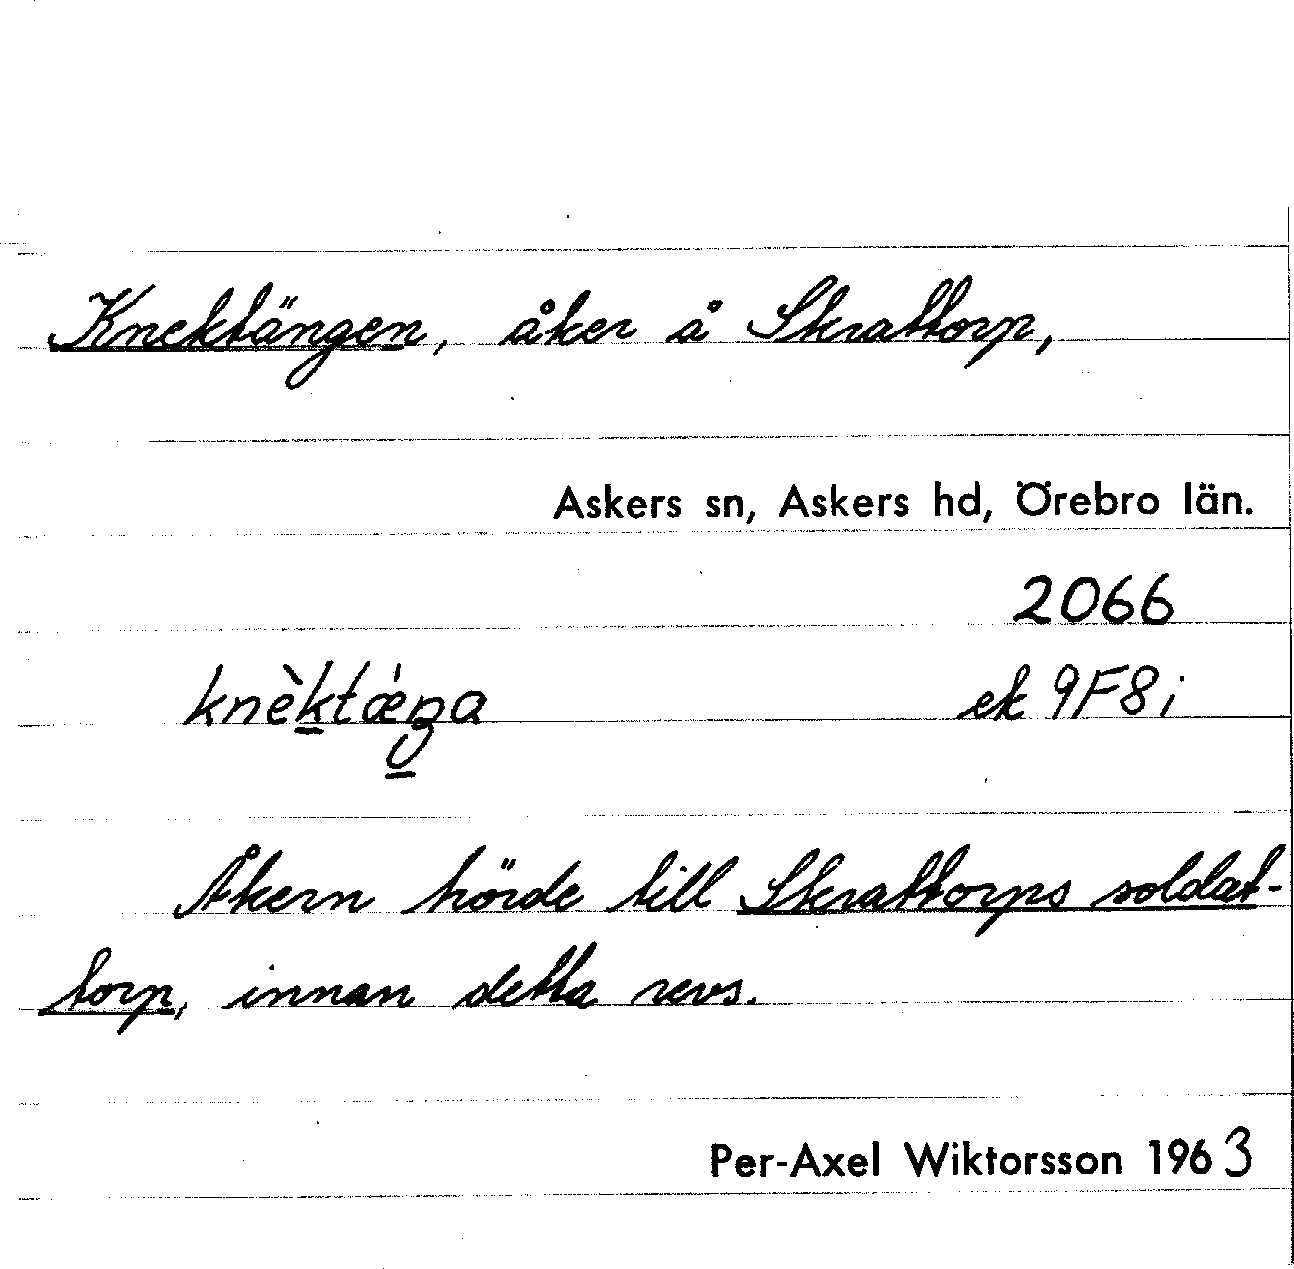 Knektängen, åker å Skrattorp,
Askers sn, Askers hd, Örebro län.
2066
knèktǽŋa
ek 9F8i
Åkern hörde till Skrattorps soldat-
torp, innan detta revs.
Per-Axel Wiktorsson 1963